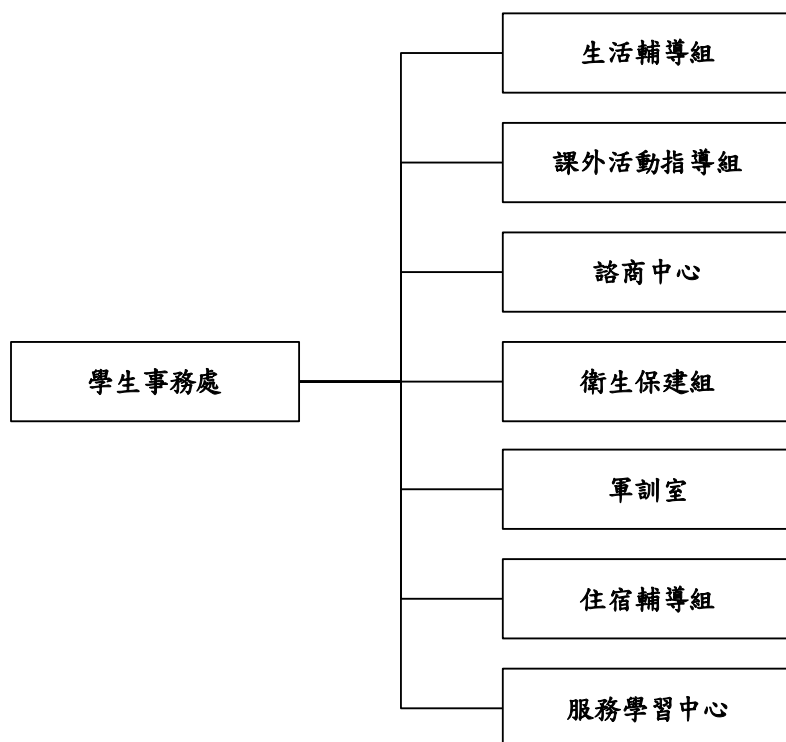 生活輔導組
課外活動指導組
諮商中心
學生事務處
衛生保建組
軍訓室
住宿輔導組
服務學習中心